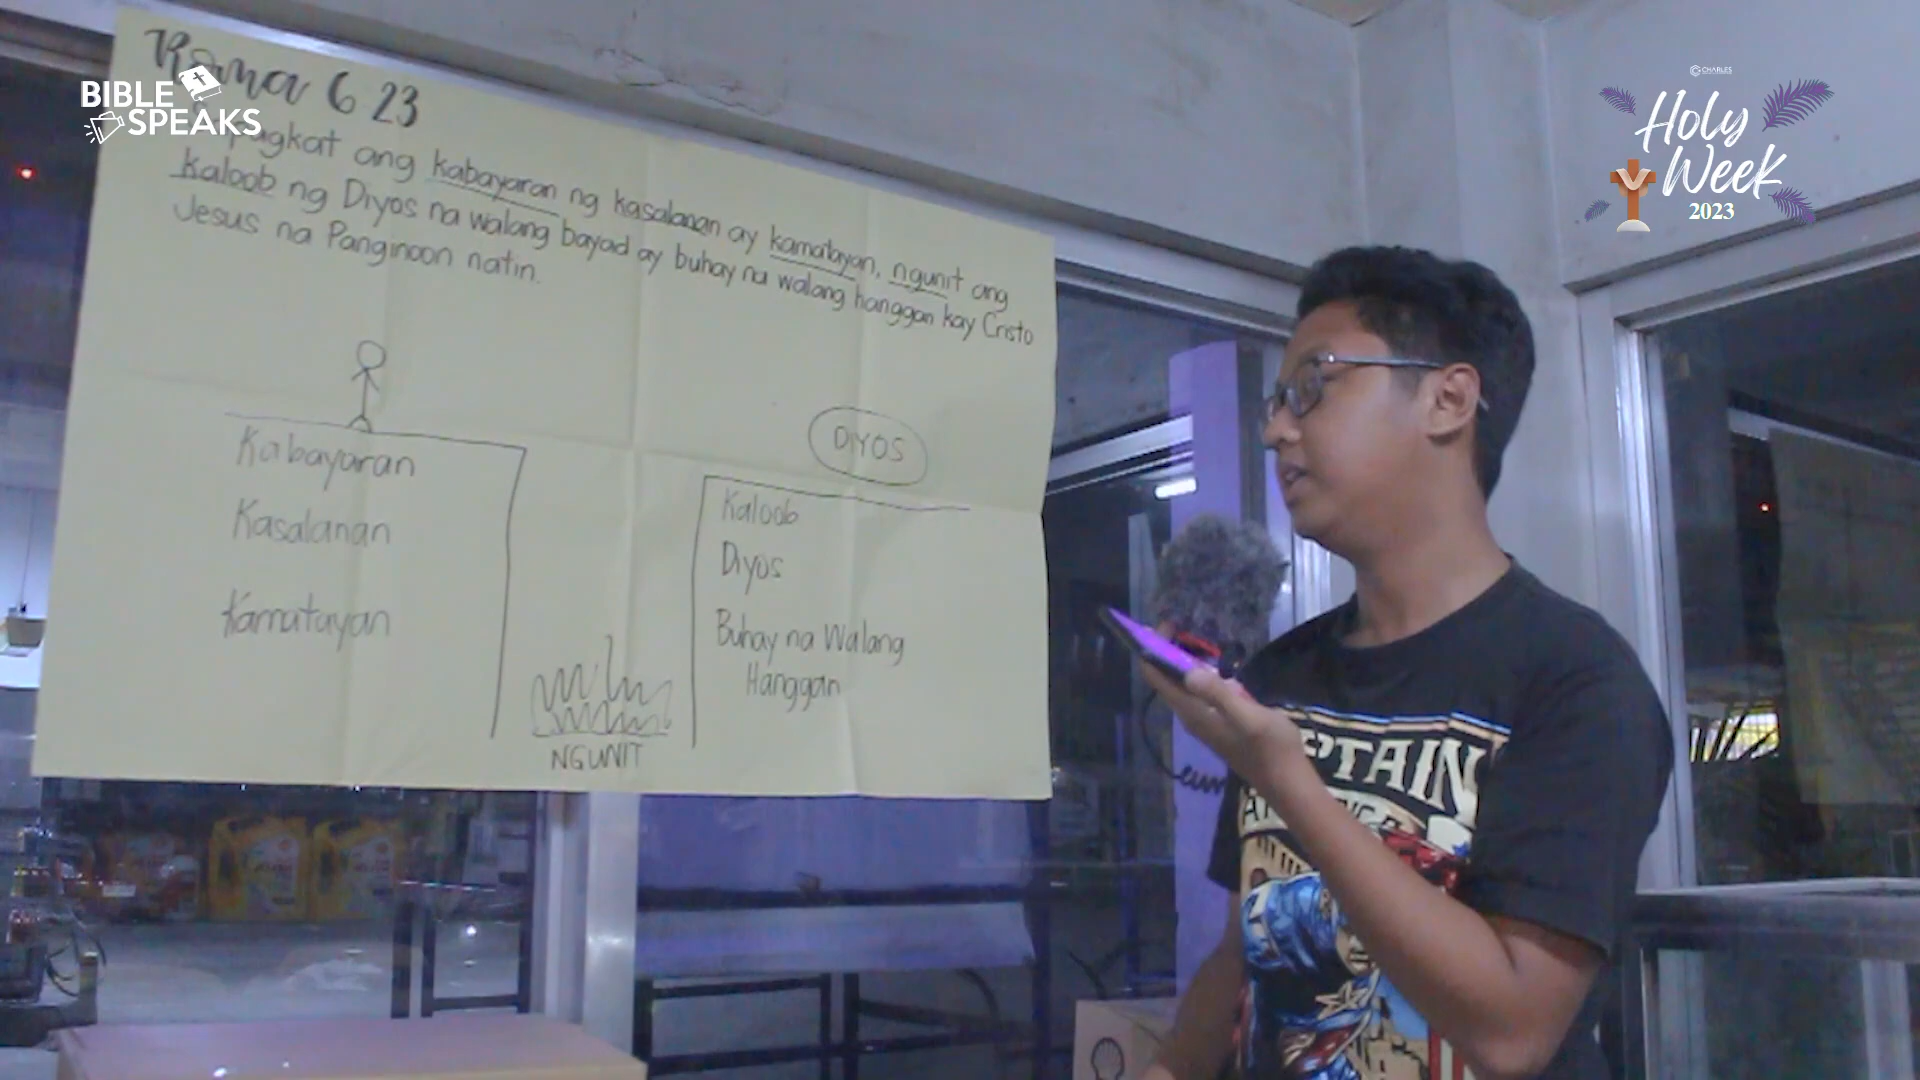 Roma 6 23
BIBLE
SPEAKS
ang kabayaran ng kasalanan ay kamatayan, ngunit ang
Kaloob ng Diyos na walang bayad ay buhay na walang hanggan kay Cristo
Jesus na Panginoon natin.
DIYOS
Kabayaran
Kasalanan
Kamatayan
Kaloob
Diyos
Buhay na Walang
Hanggan
NGUNIT
CHARLES
Holy
Week
2023